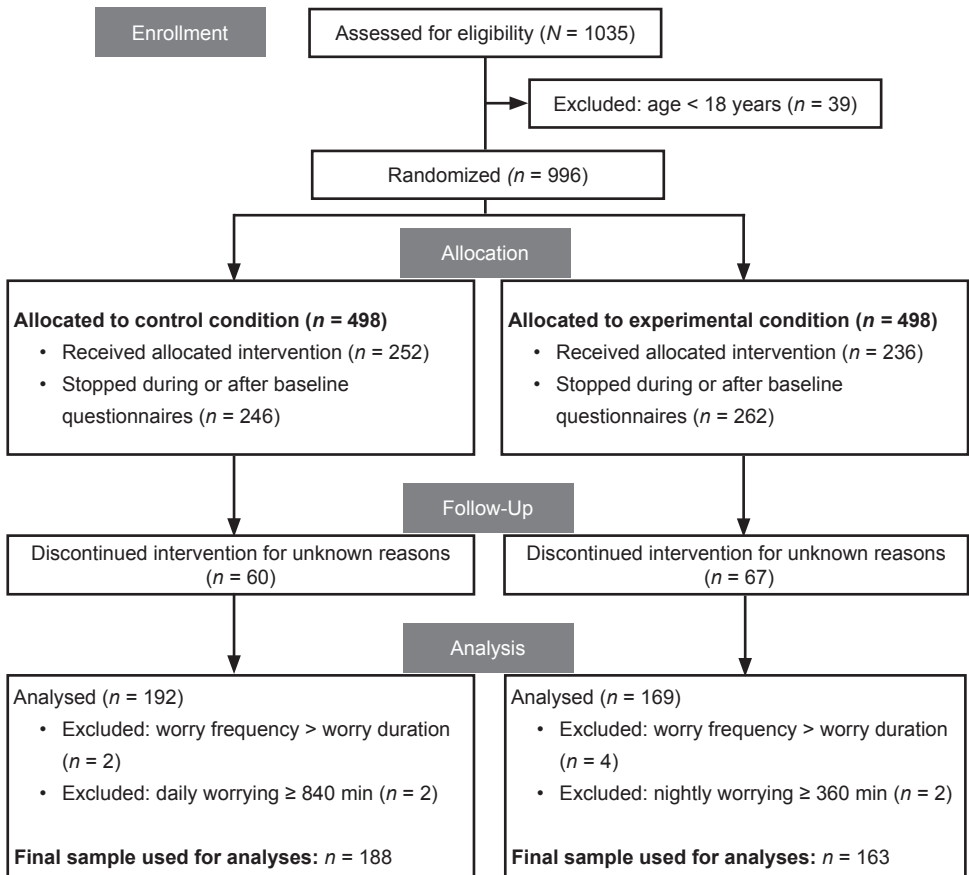 Enrollment
Assessed for eligibility (N = 1035)
Excluded: age < 18 years (n = 39)
Randomized (n = 996)
Allocation
Allocated to control condition (n = 498)
• Received allocated intervention (n = 252)
• Stopped during or after baseline
questionnaires (n = 246)
Allocated to experimental condition (n = 498)
• Received allocated intervention (n = 236)
• Stopped during or after baseline
questionnaires (n = 262)
Follow-Up
Discontinued intervention for unknown reasons
(n = 60)
Discontinued intervention for unknown reasons
(n = 67)
Analysis
Analysed (n = 192)
• Excluded: worry frequency > worry duration
(n = 2)
• Excluded: daily worrying ≥ 840 min (n = 2)
Final sample used for analyses: n = 188
Analysed (n = 169)
• Excluded: worry frequency > worry duration
(n = 4)
• Excluded: nightly worrying ≥ 360 min (n = 2)
Final sample used for analyses: n = 163